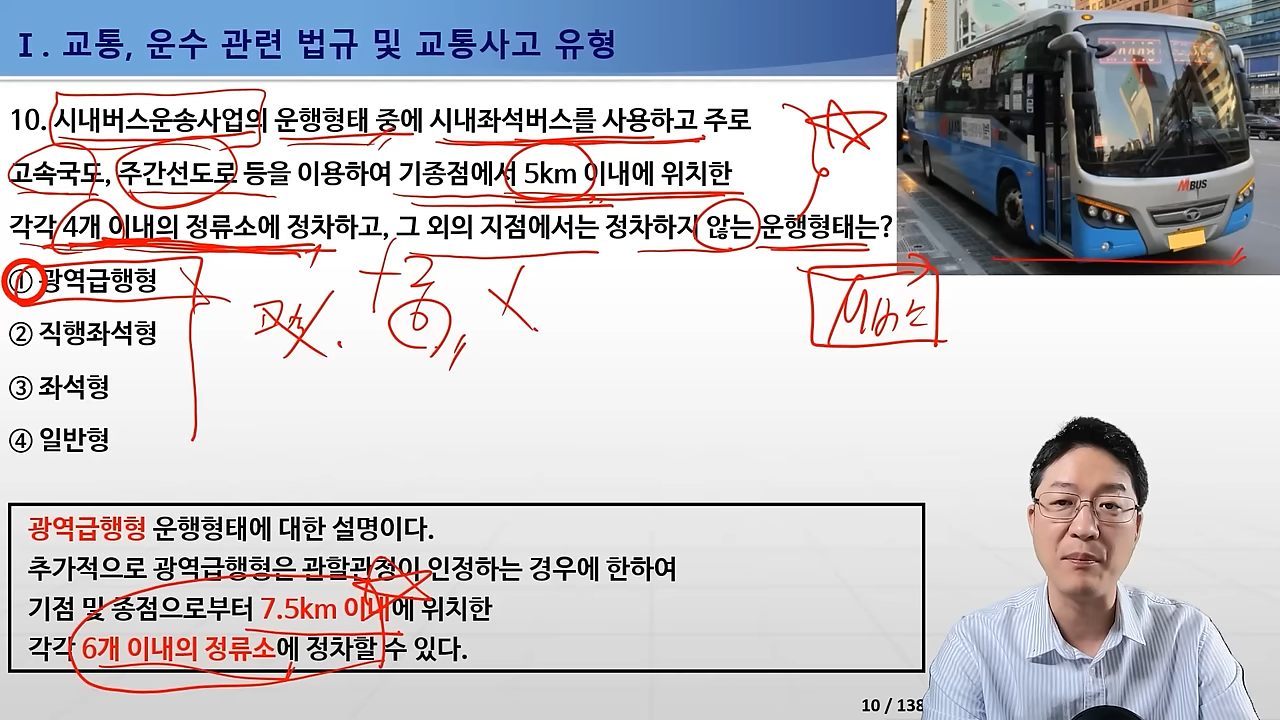 Ⅰ. 교통, 운수 관련 법규 및 교통사고 유형
10. 시내버스운송사업의 운행형태 중에 시내좌석버스를 사용하고 주로
고속국도, 주간선도로 등을 이용하여 기종점에서 5km 이내에 위치한
각각 4개 이내의 정류소에 정차하고, 그 외의 지점에서는 정차하지 않는 운행형태는?
① 광역급행형
② 직행좌석형
③ 좌석형
④ 일반형
+2
6
M버스
MBUS
광역급행형 운행형태에 대한 설명이다.
추가적으로 광역급행형은 관할관청이 인정하는 경우에 한하여
기점 및 종점으로부터 7.5km 이내에 위치한
각각 6개 이내의 정류소에 정차할 수 있다.
10 / 138